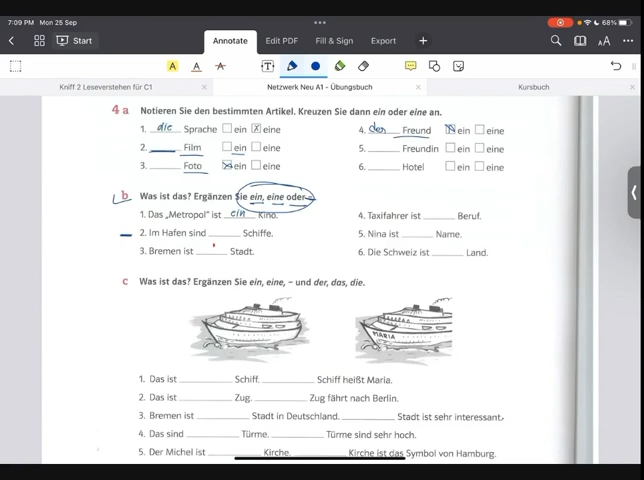 7:09 PM Mon 25 Sep
68%
Start
Annotate
Edit PDF
Fill & Sign
Export
Kniff 2 Leseverstehen für C1
Netzwerk Neu A1 - Übungsbuch
Kursbuch
4 a Notieren Sie den bestimmten Artikel. Kreuzen Sie dann ein oder eine an.
1. die Sprache ein X eine
2. Film ein eine
3. Foto ein eine
4. der Freund ein eine
5. Freundin ein eine
6. Hotel ein eine
b Was ist das? Ergänzen Sie ein, eine oder –
1. Das „Metropol" ist ein Kino.
2. Im Hafen sind Schiffe.
3. Bremen ist Stadt.
4. Taxifahrer ist Beruf.
5. Nina ist Name.
6. Die Schweiz ist Land.
c Was ist das? Ergänzen Sie ein, eine, – und der, das, die.
MARIA
1. Das ist Schiff. Schiff heißt Maria.
2. Das ist Zug. Zug fährt nach Berlin.
3. Bremen ist Stadt in Deutschland. Stadt ist sehr interessant.
4. Das sind Türme. Türme sind sehr hoch.
5. Der Michel ist Kirche. Kirche ist das Symbol von Hamburg.